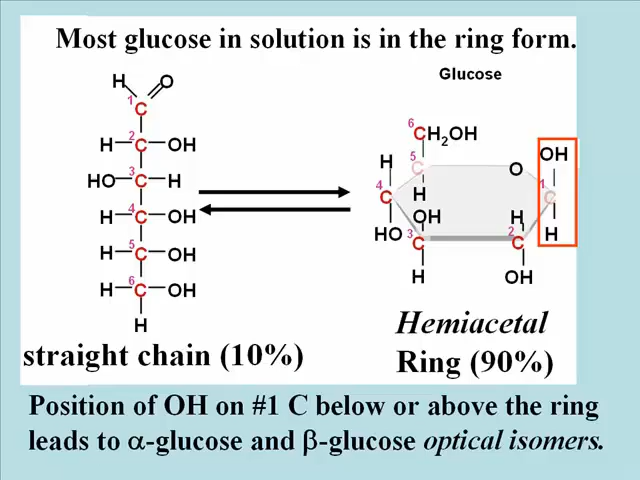 Most glucose in solution is in the ring form.
Glucose
H O
1
C
2
H C OH
3
HO C H
4
H C OH
5
H C OH
6
H C OH
H
6
CH₂OH
5
H C O OH
4 1
C H C
OH H
HO 3 2 H
C C
H OH
straight chain (10%)
Hemiacetal
Ring (90%)
Position of OH on #1 C below or above the ring
leads to α-glucose and β-glucose optical isomers.